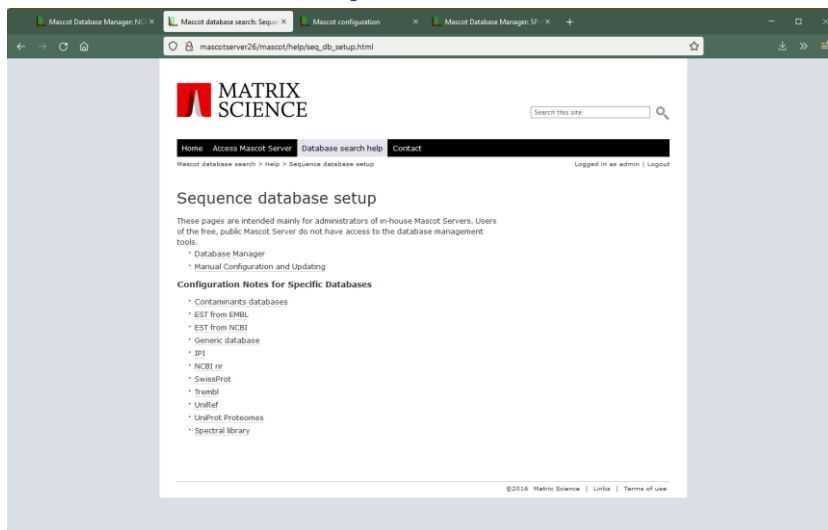 Mascot Database Manager: NC
Mascot database search: Sequen
Mascot configuration
Mascot Database Manager: SP
mascotserver26/mascot/help/seq_db_setup.html
MATRIX
SCIENCE
Search this site
Home Access Mascot Server Database search help Contact
Mascot database search > Help > Sequence database setup
Logged in as admin | Logout
Sequence database setup
These pages are intended mainly for administrators of in-house Mascot Servers. Users
of the free, public Mascot Server do not have access to the database management
tools.
Database Manager
Manual Configuration and Updating
Configuration Notes for Specific Databases
Contaminants databases
EST from EMBL
EST from NCBI
Generic database
IPI
NCBI nr
SwissProt
Trembl
UniRef
UniProt Proteomes
Spectral library
©2016 Matrix Science | Links | Terms of use